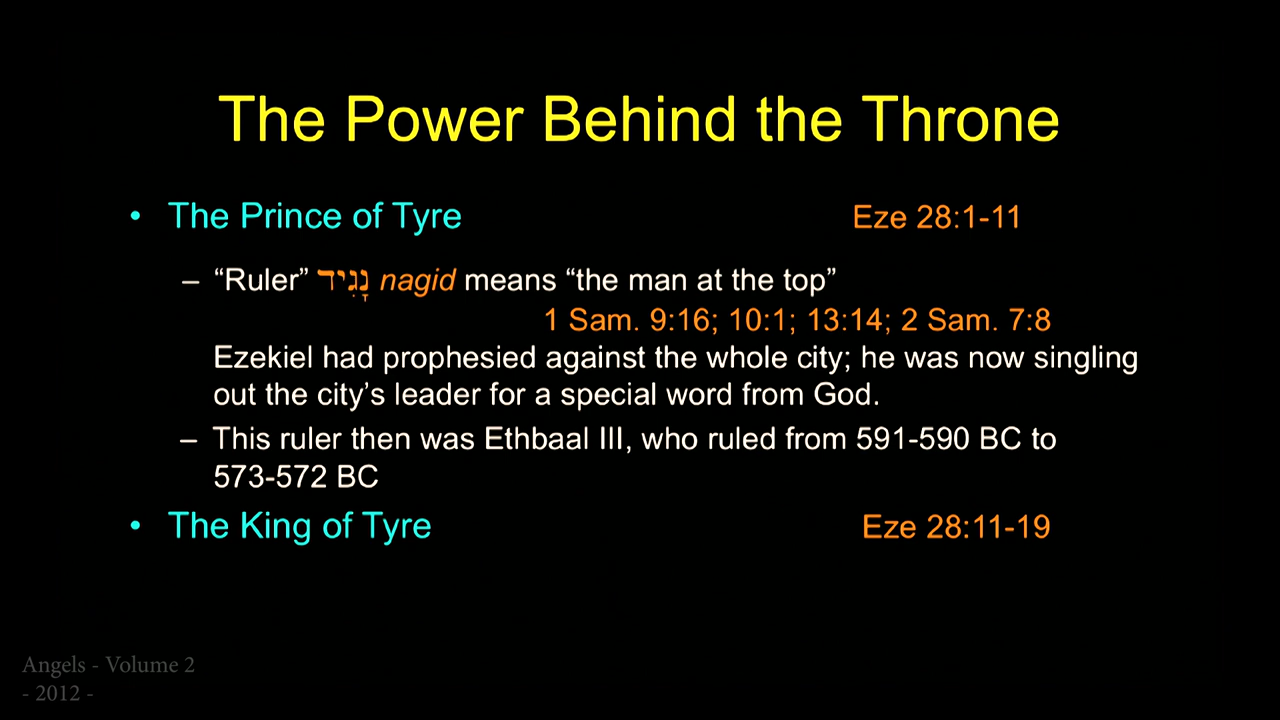 The Power Behind the Throne
• The Prince of Tyre Eze 28:1-11
– “Ruler” נָגִיד nagid means “the man at the top”
1 Sam. 9:16; 10:1; 13:14; 2 Sam. 7:8
Ezekiel had prophesied against the whole city; he was now singling
out the city’s leader for a special word from God.
– This ruler then was Ethbaal III, who ruled from 591-590 BC to
573-572 BC
• The King of Tyre Eze 28:11-19
Angels - Volume 2
- 2012 -